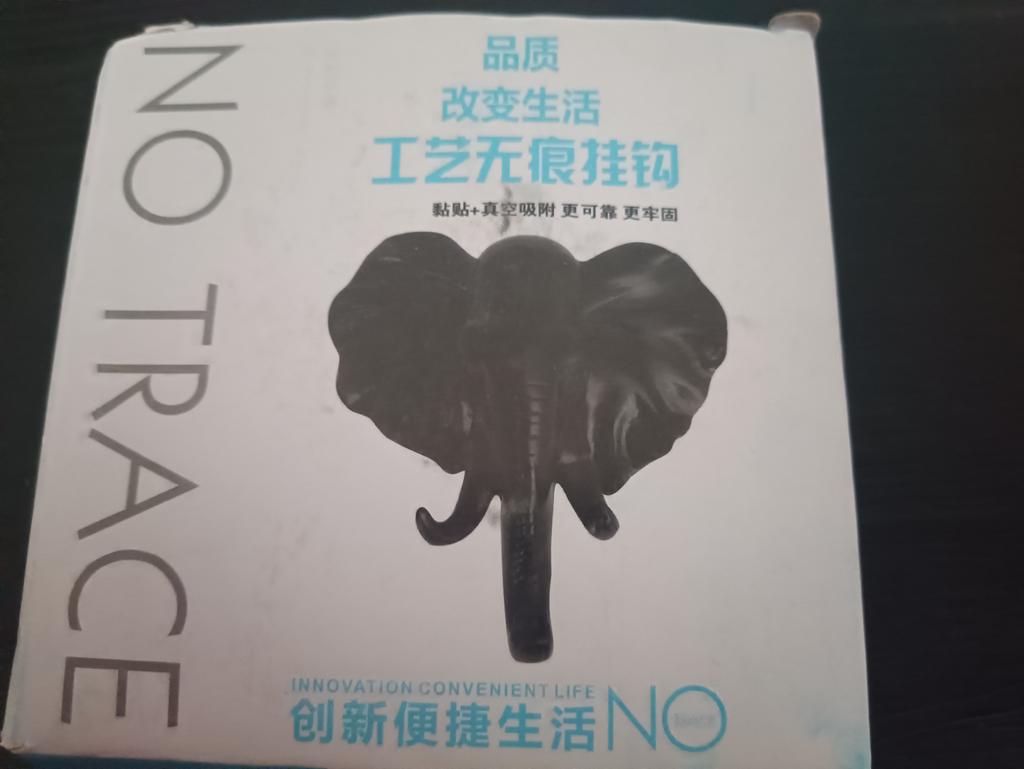 NO TRACE
品质
改变生活
工艺无痕挂钩
黏贴+真空吸附 更可靠 更牢固
INNOVATION CONVENIENT LIFE
创新便捷生活
NO